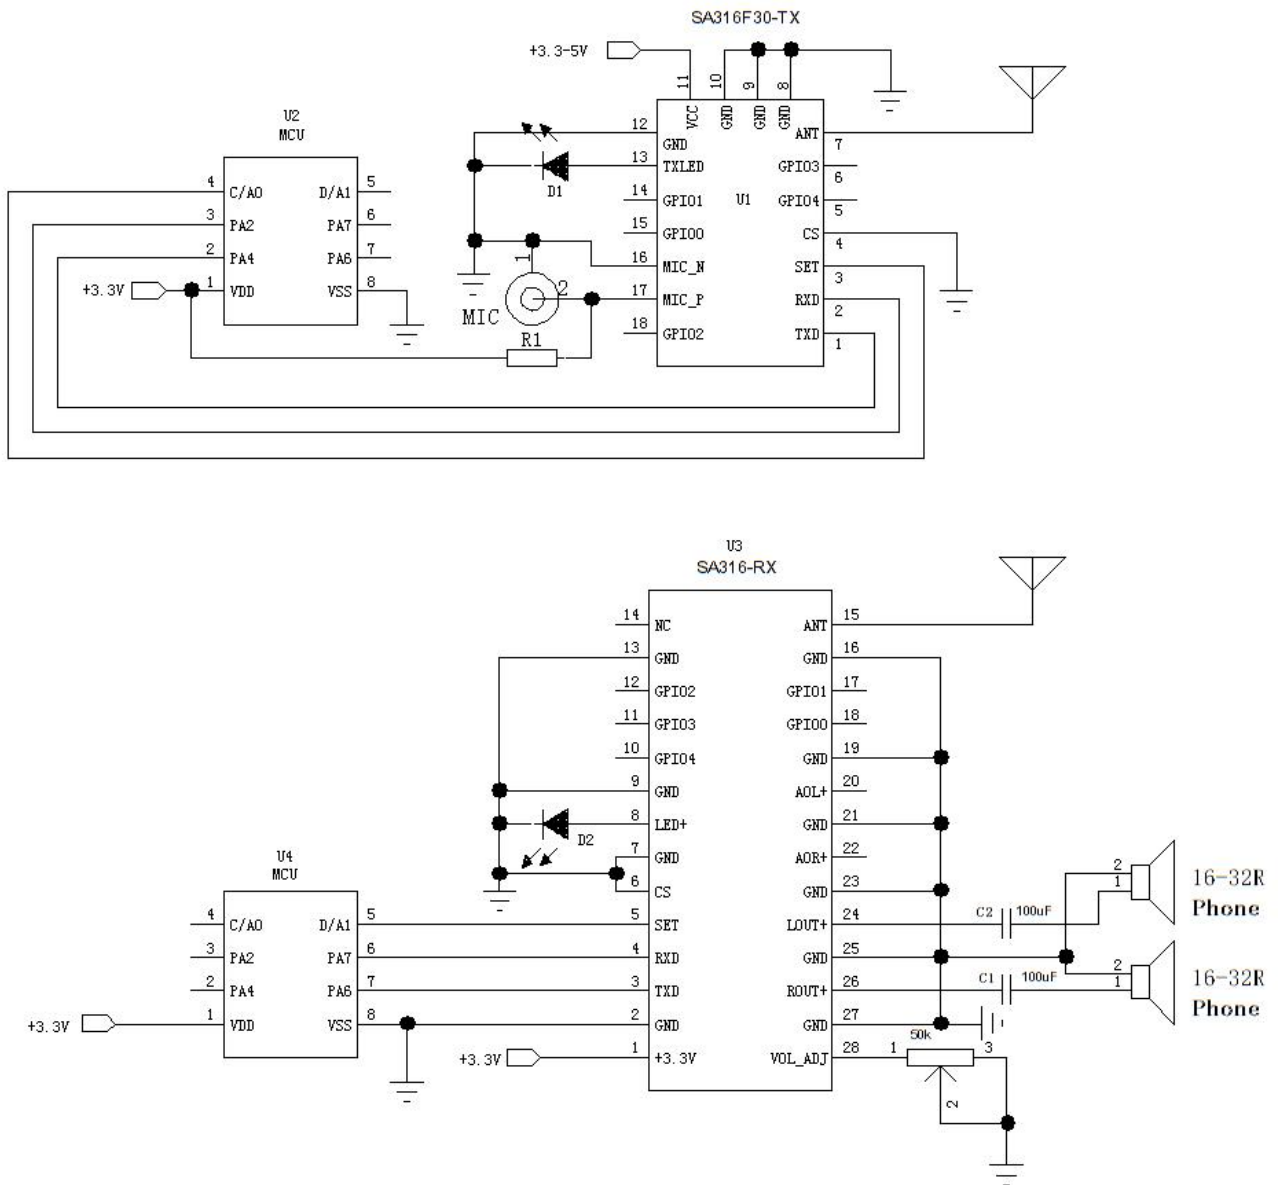 SA316F30-TX
+3.3-5V
11
10
9
8
VCC
GND
GND
GND
U2
MCU
12
GND
ANT
7
13
TXLED
GPIO3
6
D1
4
C/A0
D/A1
5
14
GPIO1
U1
GPIO4
5
3
PA2
PA7
6
15
GPIO0
CS
4
2
PA4
PA6
7
1
16
MIC_N
SET
3
+3.3V
1
VDD
VSS
8
2
17
MIC_P
RXD
2
MIC
R1
18
GPIO2
TXD
1
U3
SA316-RX
14
NC
ANT
15
13
GND
GND
16
12
GPIO2
GPIO1
17
11
GPIO3
GPIO0
18
10
GPIO4
GND
19
9
GND
AOL+
20
8
LED+
GND
21
D2
7
GND
AOR+
22
6
CS
GND
23
2
1
16-32R
Phone
U4
MCU
4
C/A0
D/A1
5
5
SET
LOUT+
24
C2
100uF
3
PA2
PA7
6
4
RXD
GND
25
2
PA4
PA6
7
3
TXD
ROUT+
26
C1
100uF
2
1
16-32R
Phone
+3.3V
1
VDD
VSS
8
2
GND
GND
27
50k
+3.3V
1
+3.3V
VOL_ADJ
28
1
3
2